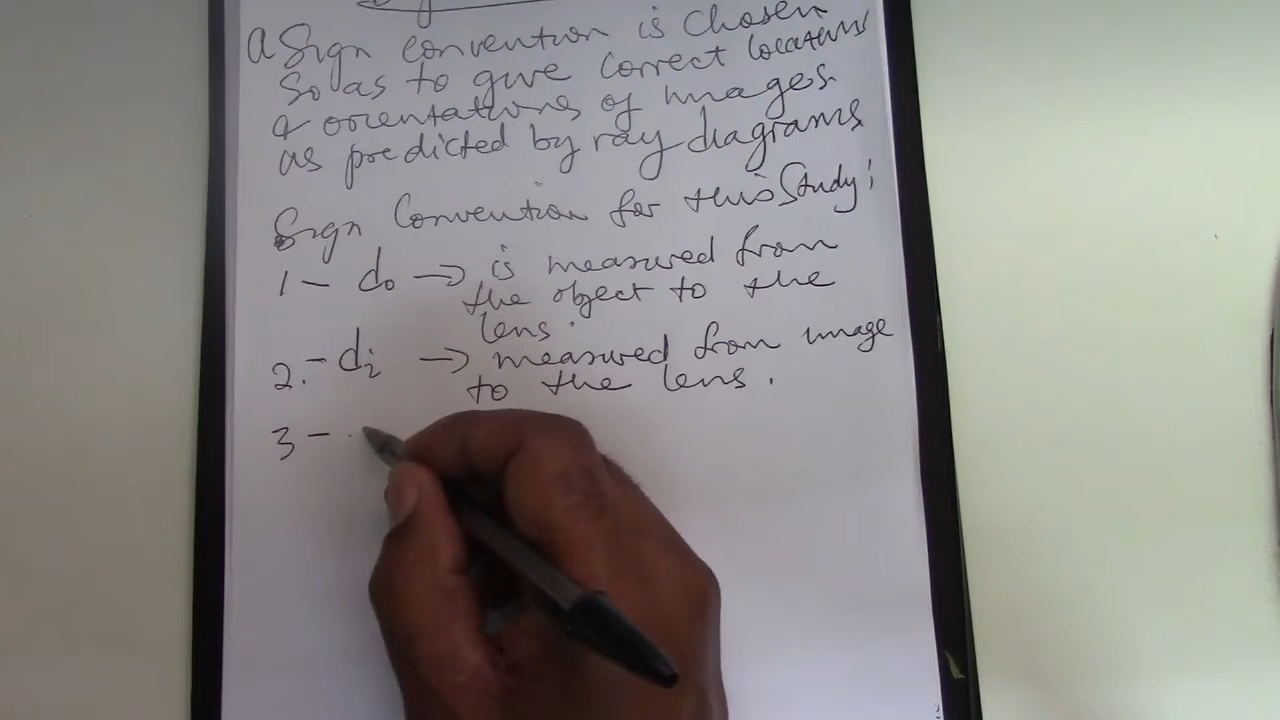 a Sign convention is chosen
so as to give correct locations
& orientations of images
as predicted by ray diagrams
Sign Convention for this Study:
1 - do → is measured from
the object to the
lens.
2. - di → measured from image
to the lens.
3 -